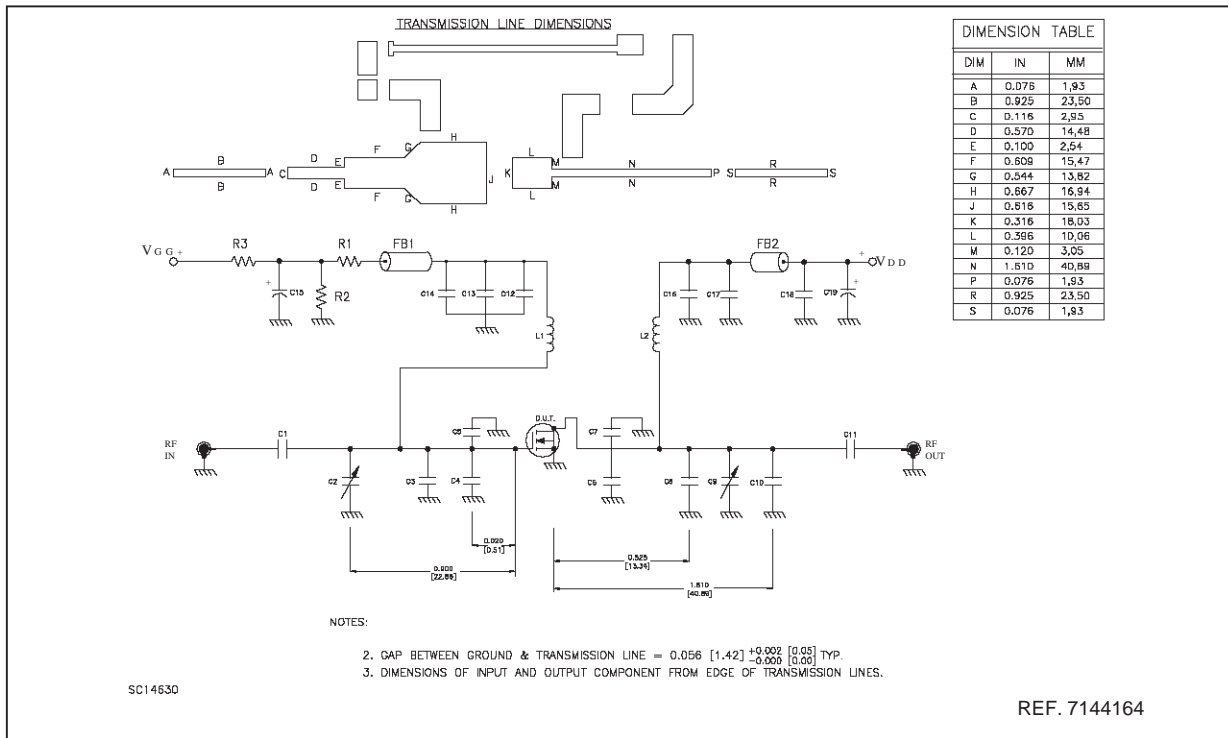 TRANSMISSION LINE DIMENSIONS
H
G
F
E
D
C
A
B
A
B
D
E
F
G
H
J
K
L
L
M
M
N
N
P
S
R
R
S
DIMENSION TABLE
DIM IN MM
A 0.076 1,93
B 0.925 23,50
C 0.116 2,95
D 0.570 14,48
E 0.100 2,54
F 0.609 15,47
G 0.544 13,82
H 0.667 16,94
J 0.616 15,65
K 0.316 18,03
L 0.396 10,06
M 0.120 3,05
N 1.610 40,89
P 0.076 1,93
R 0.925 23,50
S 0.076 1,93
VGG+
R3
R1
FB1
C15
R2
C14
C13
C12
L1
L2
C16
C17
FB2
C18
C19
+
VDD
+
RF
IN
C1
C2
C3
C4
C5
D.U.T.
C7
C6
C8
C9
C10
C11
RF
OUT
0.020
[0.51]
0.900
[22.86]
0.525
[13.34]
1.610
[40.89]
NOTES:
2. GAP BETWEEN GROUND & TRANSMISSION LINE = 0.056 [1.42] +0.002 [0.05] -0.000 [0.00] TYP.
3. DIMENSIONS OF INPUT AND OUTPUT COMPONENT FROM EDGE OF TRANSMISSION LINES.
SC14630
REF. 7144164